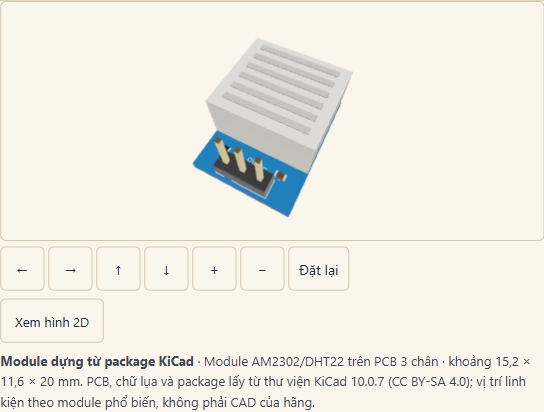 ←
→
↑
↓
+
−
Đặt lại
Xem hình 2D
Module dựng từ package KiCad · Module AM2302/DHT22 trên PCB 3 chân · khoảng 15,2 ×
11,6 × 20 mm. PCB, chữ lụa và package lấy từ thư viện KiCad 10.0.7 (CC BY-SA 4.0); vị trí linh
kiện theo module phổ biến, không phải CAD của hãng.